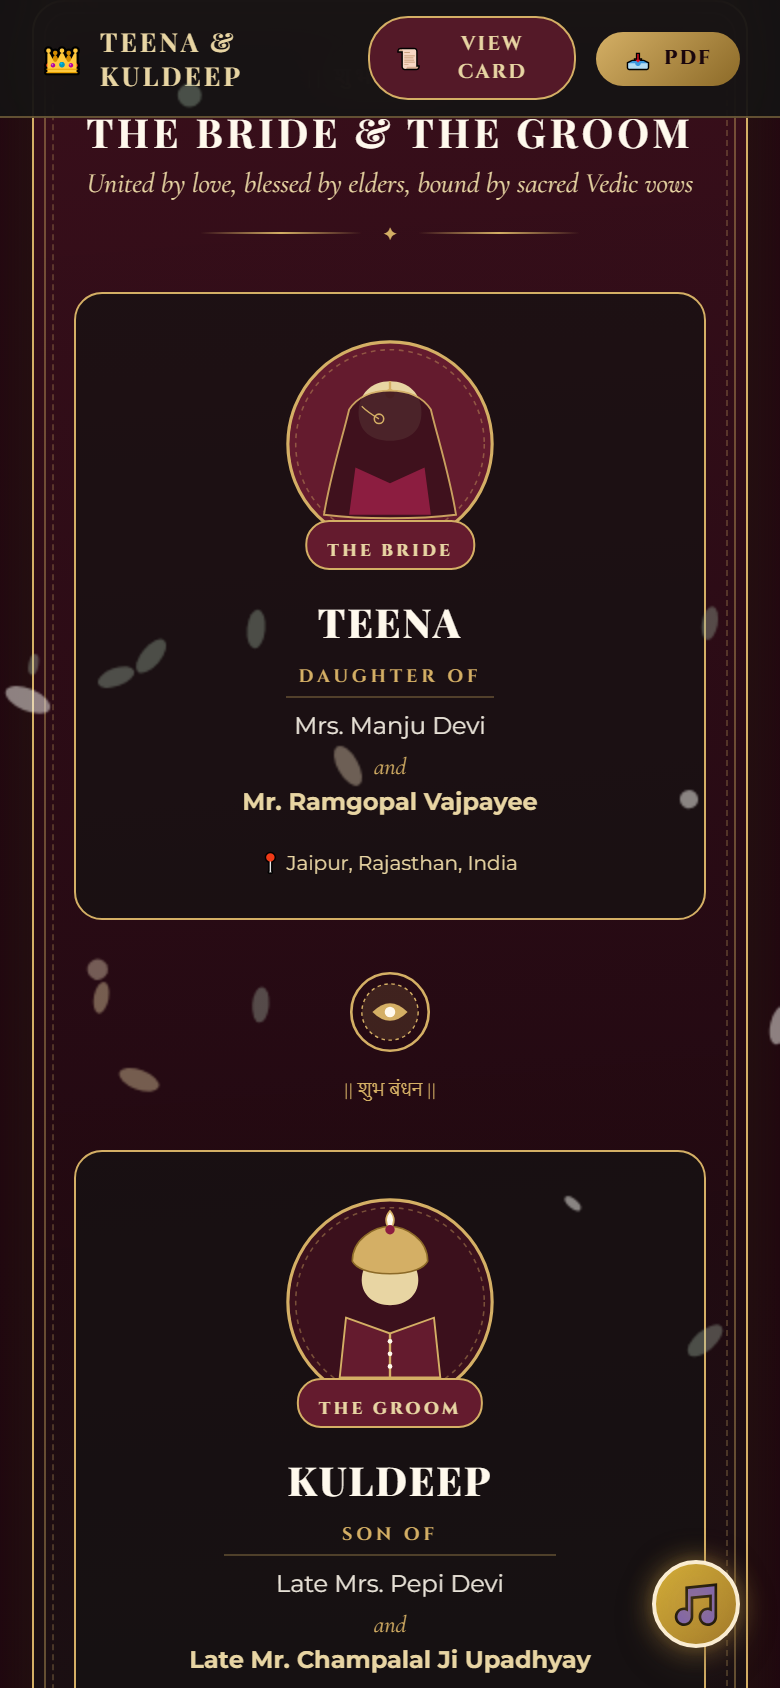 TEENA &
KULDEEP
VIEW
CARD
PDF
THE BRIDE & THE GROOM
United by love, blessed by elders, bound by sacred Vedic vows
THE BRIDE
TEENA
DAUGHTER OF
Mrs. Manju Devi
and
Mr. Ramgopal Vajpayee
Jaipur, Rajasthan, India
|| शुभ बंधन ||
THE GROOM
KULDEEP
SON OF
Late Mrs. Pepi Devi
and
Late Mr. Champalal Ji Upadhyay